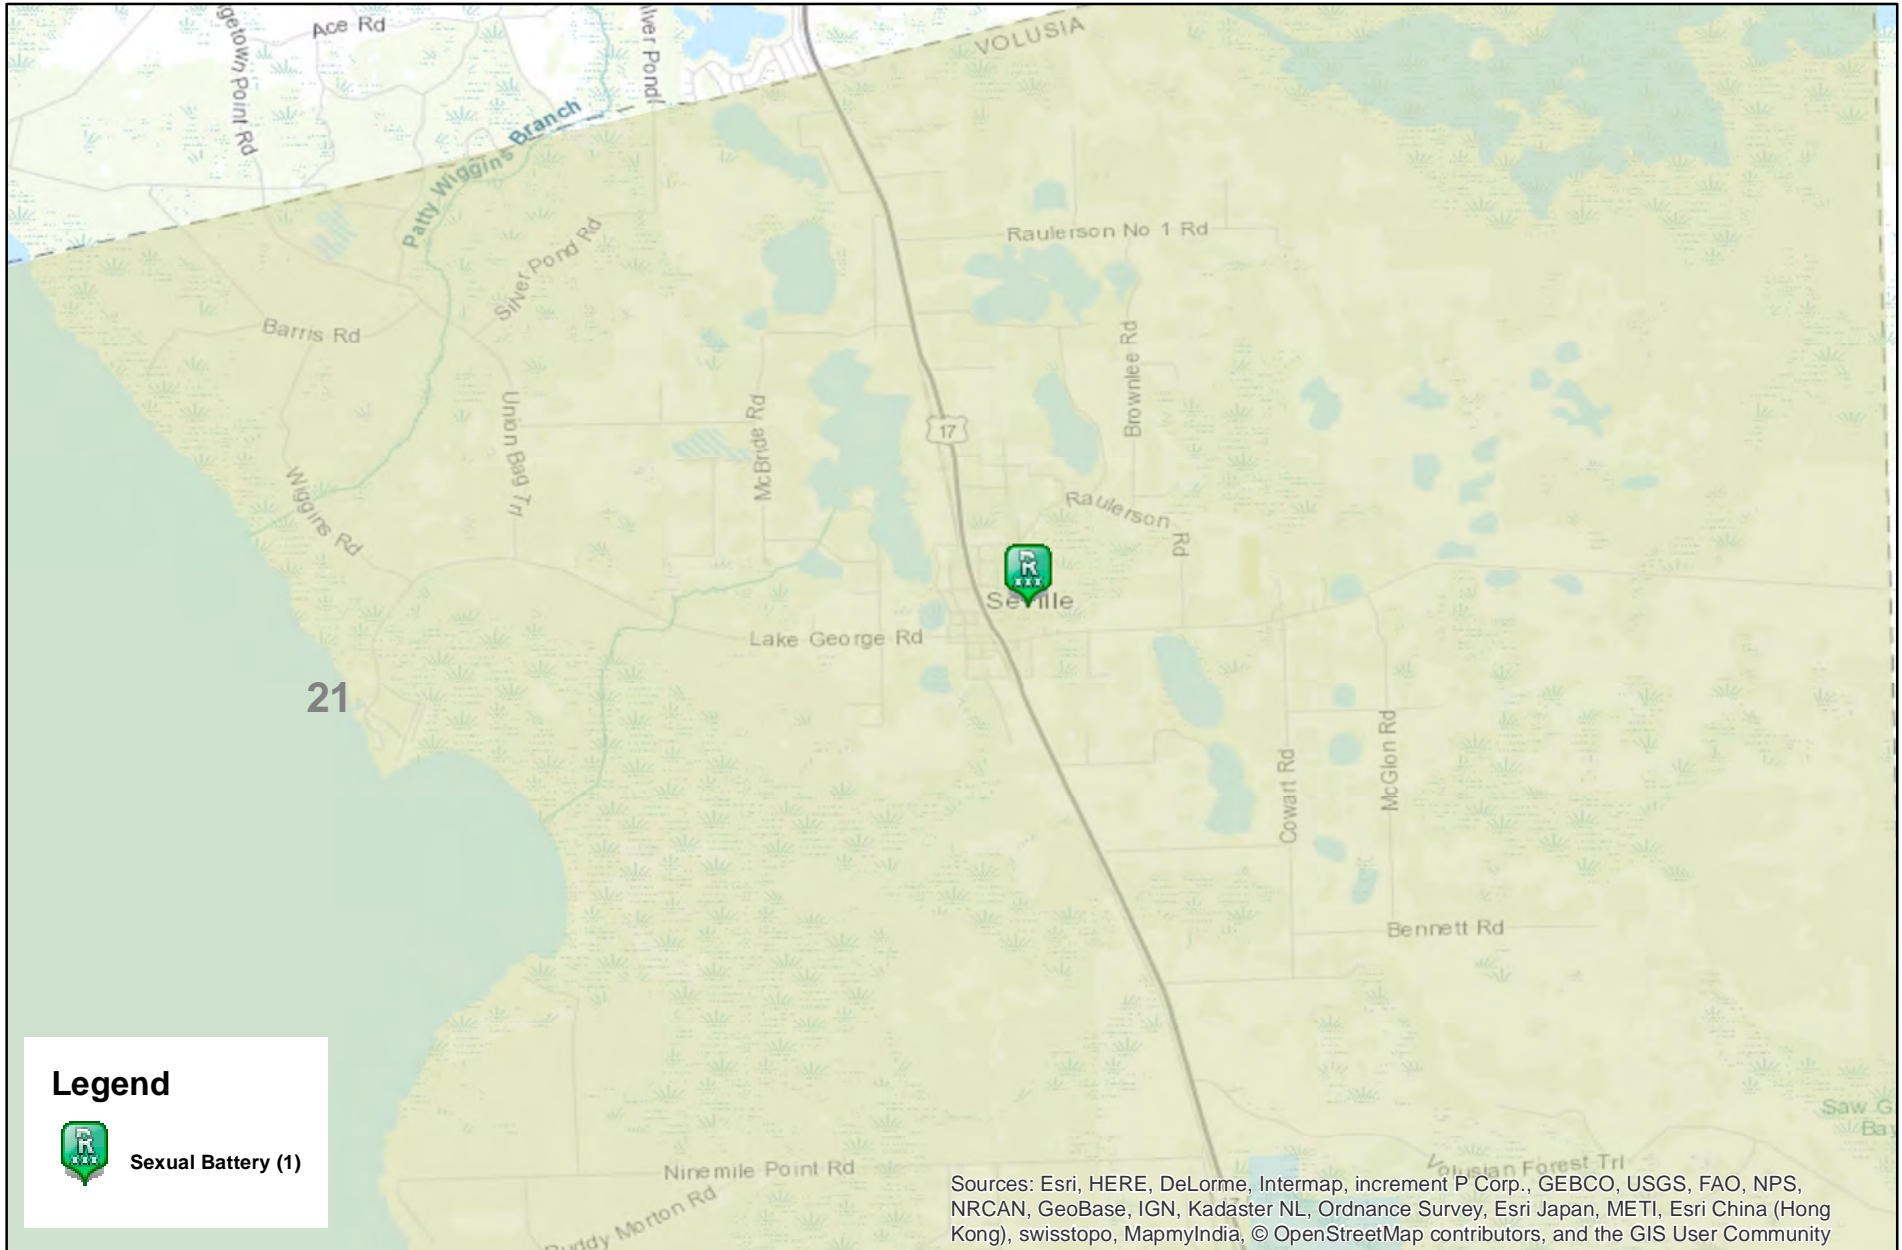 Ace Rd
VOLUSIA
Patty Wiggins Branch
Raulerson No 1 Rd
Silver Pond Rd
Barris Rd
Brownlee Rd
Union Bag Trl
McBride Rd
17
Wiggins Rd
Raulerson Rd
R
xxx
Seville
Lake George Rd
21
Cowart Rd
McGlon Rd
Bennett Rd
Legend
R
xxx
Sexual Battery (1)
Ninemile Point Rd
Volusian Forest Trl
Morton Rd
Sources: Esri, HERE, DeLorme, Intermap, increment P Corp., GEBCO, USGS, FAO, NPS,
NRCAN, GeoBase, IGN, Kadaster NL, Ordnance Survey, Esri Japan, METI, Esri China (Hong
Kong), swisstopo, MapmyIndia, © OpenStreetMap contributors, and the GIS User Community